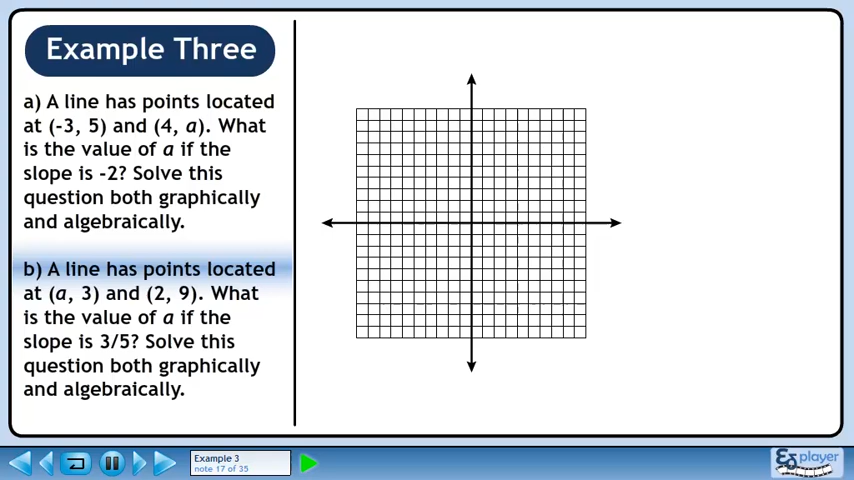 Example Three
a) A line has points located
at (-3, 5) and (4, a). What
is the value of a if the
slope is -2? Solve this
question both graphically
and algebraically.
b) A line has points located
at (a, 3) and (2, 9). What
is the value of a if the
slope is 3/5? Solve this
question both graphically
and algebraically.
Example 3
note 17 of 35
player